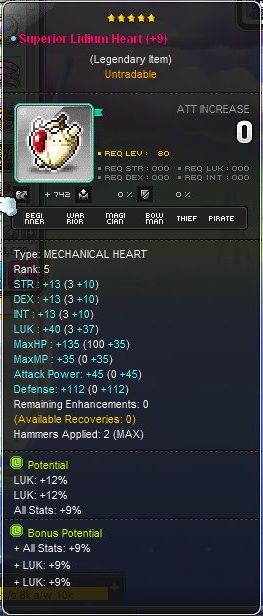 Superior Lidium Heart (+9)
(Legendary Item)
Untradable
ATT INCREASE
0
REQ LEV : 80
REQ STR : 000 REQ LUK : 000
REQ DEX : 000 REQ INT : 000
+ 742 0 % 0 %
BEGINNER WARRIOR MAGICIAN BOWMAN THIEF PIRATE
Type: MECHANICAL HEART
Rank: 5
STR : +13 (3 +10)
DEX : +13 (3 +10)
INT : +13 (3 +10)
LUK : +40 (3 +37)
MaxHP : +135 (100 +35)
MaxMP : +35 (0 +35)
Attack Power: +45 (0 +45)
Defense: +112 (0 +112)
Remaining Enhancements: 0
(Available Recoveries: 0)
Hammers Applied: 2 (MAX)
L Potential
LUK: +12%
LUK: +12%
All Stats: +9%
L Bonus Potential
+ All Stats: +9%
+ LUK: +9%
+ LUK: +9%